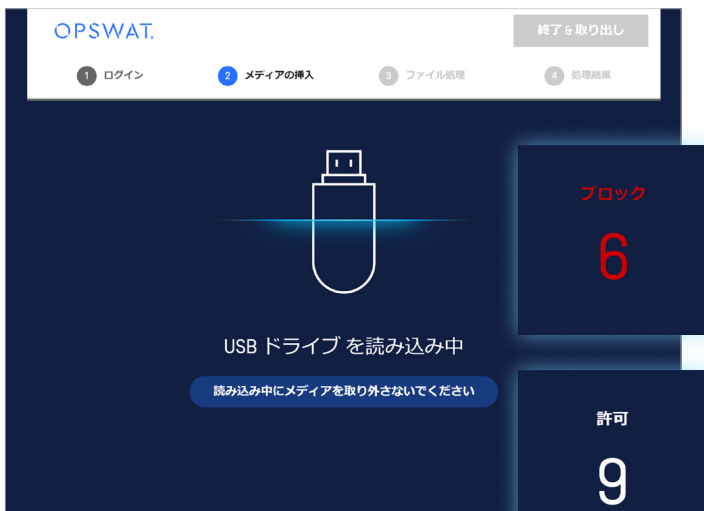 OPSWAT.
終了&取り出し
1 ログイン
2 メディアの挿入
3 ファイル処理
4 処理結果
ブロック
6
USB ドライブ を読み込み中
読み込み中にメディアを取り外さないでください
許可
9